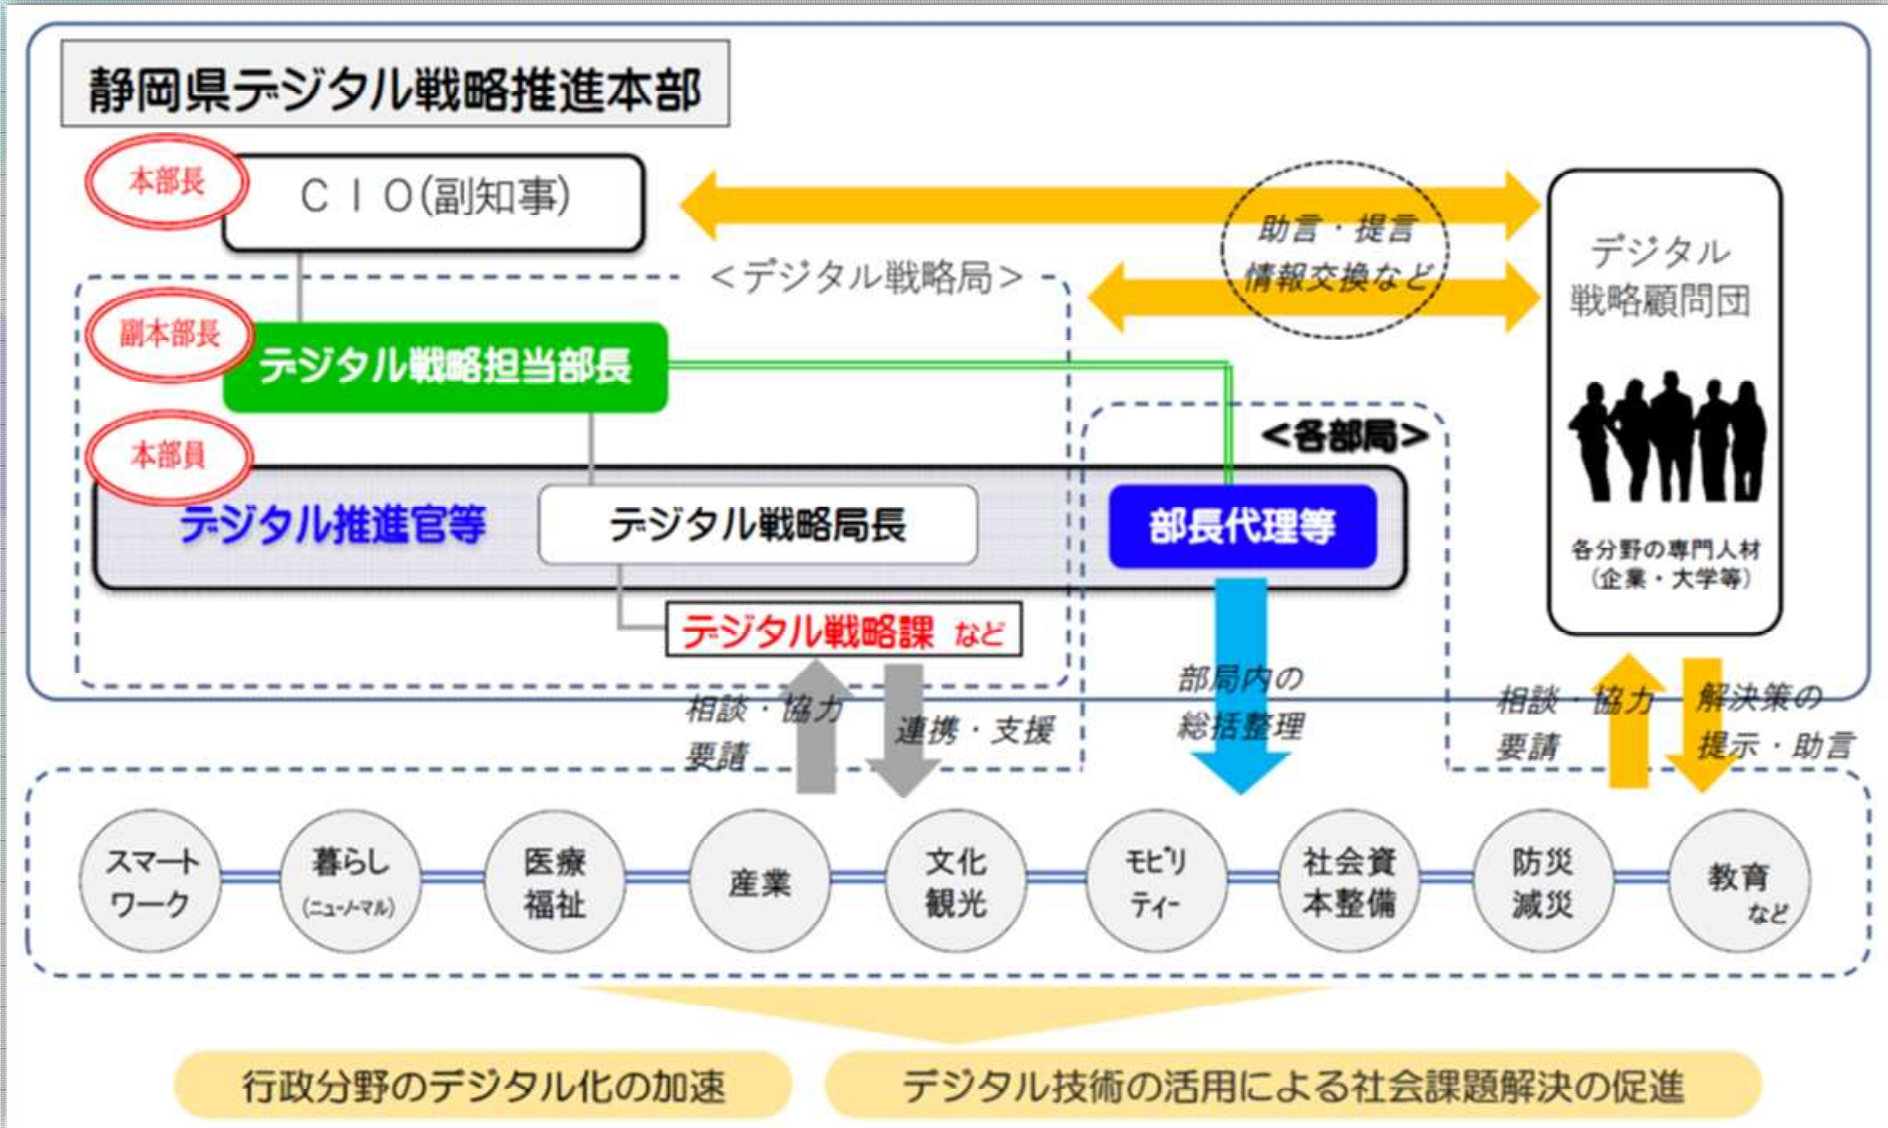 静岡県デジタル戦略推進本部
本部長
ＣＩＯ(副知事)
助言・提言
情報交換など
デジタル
戦略顧問団
各分野の専門人材
(企業・大学等)
＜デジタル戦略局＞
副本部長
デジタル戦略担当部長
本部員
＜各部局＞
デジタル推進官等
デジタル戦略局長
部長代理等
デジタル戦略課 など
相談・協力
要請
連携・支援
部局内の
総括整理
相談・協力
要請
解決策の
提示・助言
スマート
ワーク
暮らし
(ニューノーマル)
医療
福祉
産業
文化
観光
モビリ
ティー
社会資
本整備
防災
減災
教育
など
行政分野のデジタル化の加速
デジタル技術の活用による社会課題解決の促進